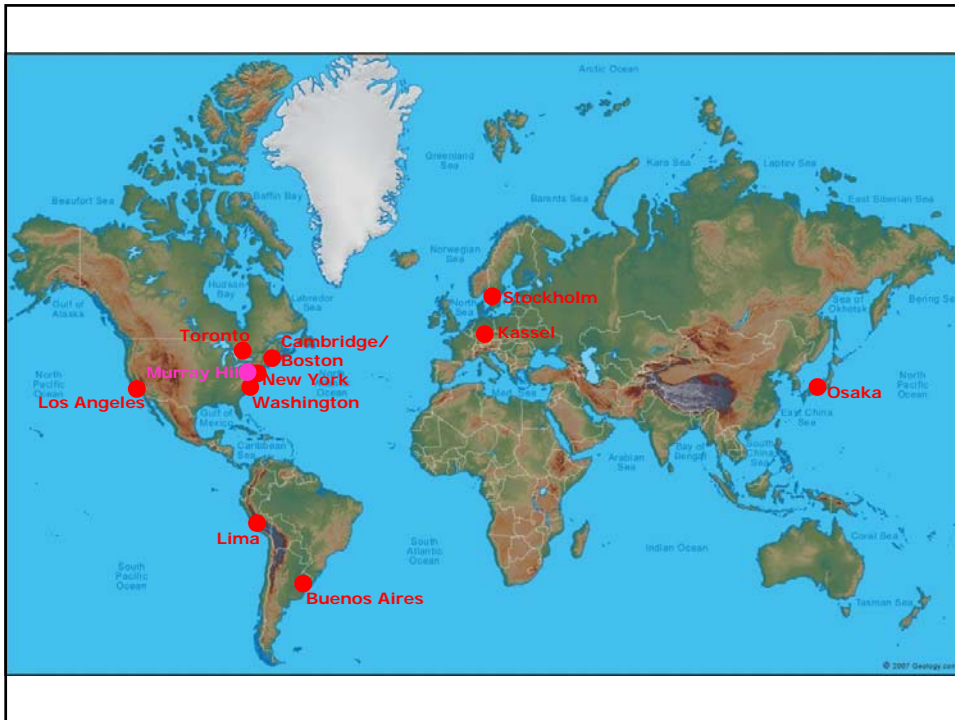 Arctic Ocean
Greenland
Sea
Kara Sea
Laptev Sea
Beaufort Sea
Baffin Bay
Barents Sea
East Siberian Sea
Norwegian
Sea
Hudson
Bay
Labrador
Sea
Gulf of
Alaska
North
Sea
Stockholm
Sea of
Okhotsk
Bering Sea
Toronto
Cambridge/
Boston
Kassel
Murray Hill
New York
North
Pacific
Ocean
Los Angeles
Washington
North
Ocean
Med. Sea
Osaka
North
Pacific
Ocean
East China
Sea
Gulf of
Mexico
Caribbean
Sea
Arabian
Sea
Bay of
Bengal
South
China
Sea
Lima
South
Atlantic
Ocean
Indian Ocean
Coral Sea
South
Pacific
Ocean
Buenos Aires
Tasman Sea
© 2007 Geology.com